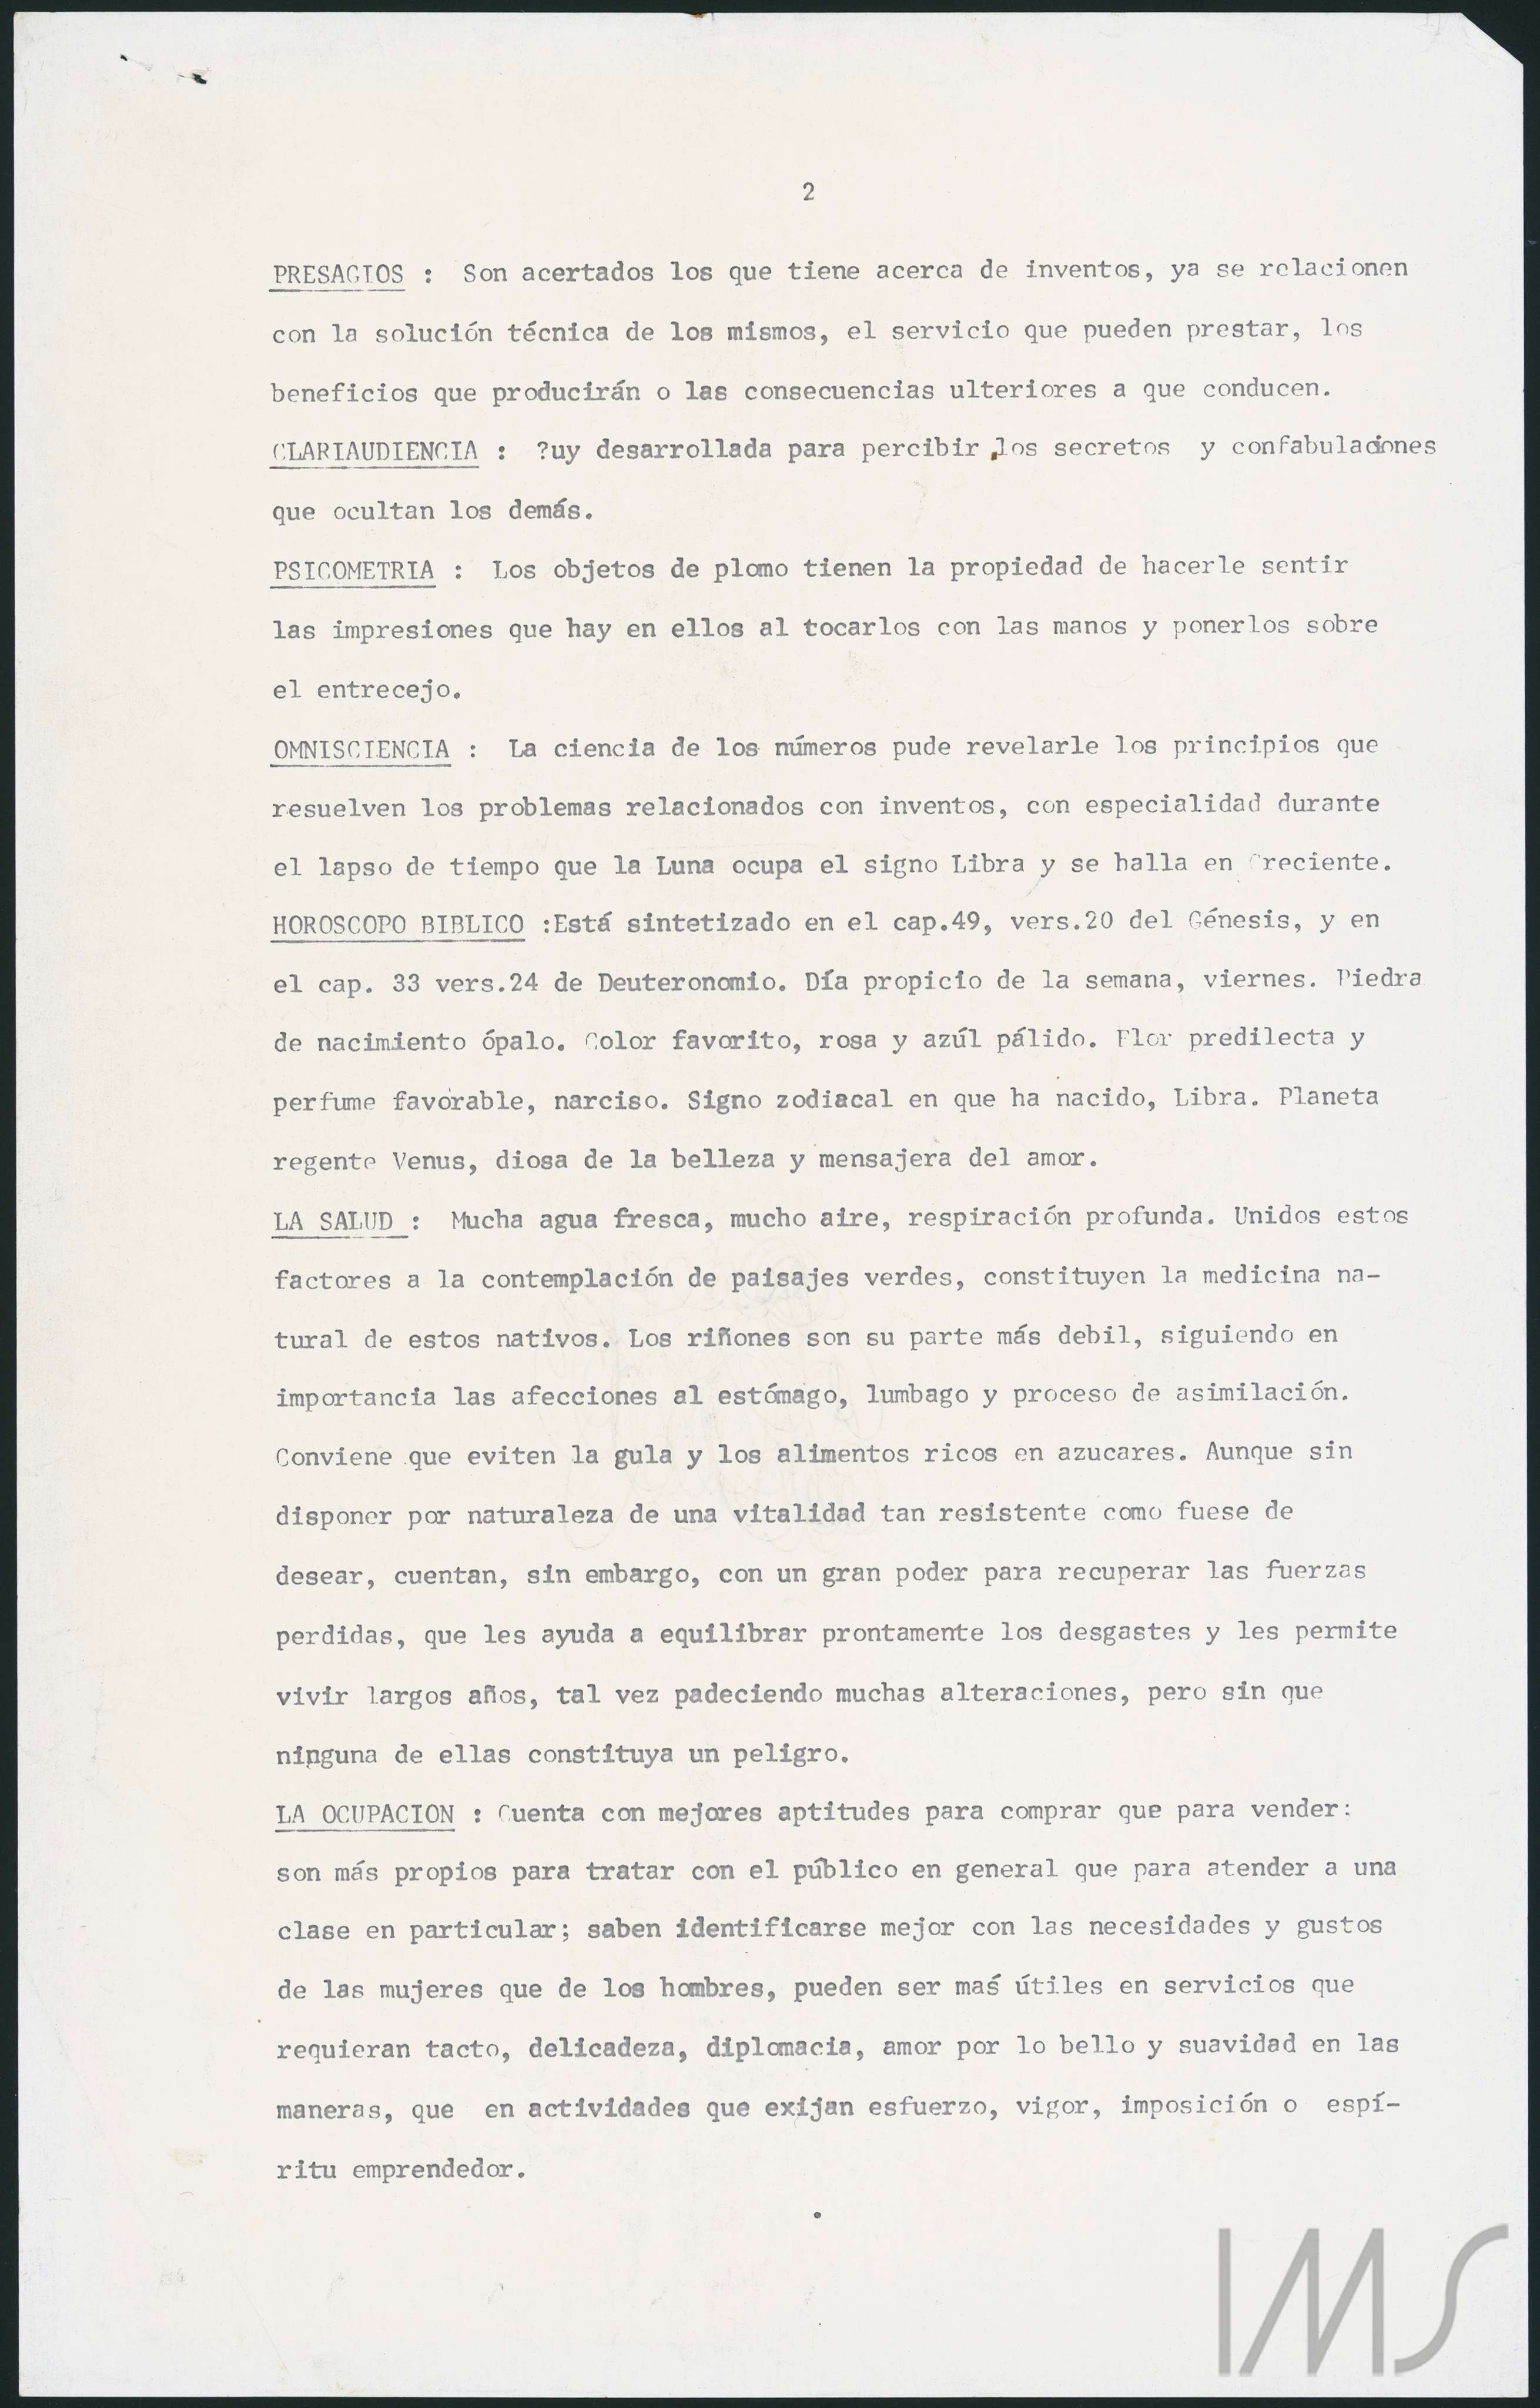 2
PRESAGIOS : Son acertados los que tiene acerca de inventos, ya se relacionen
con la solución técnica de los mismos, el servicio que pueden prestar, los
beneficios que producirán o las consecuencias ulteriores a que conducen.
CLARIAUDIENCIA : ?uy desarrollada para percibir los secretos y confabulaciones
que ocultan los demás.
PSICOMETRIA : Los objetos de plomo tienen la propiedad de hacerle sentir
las impresiones que hay en ellos al tocarlos con las manos y ponerlos sobre
el entrecejo.
OMNISCIENCIA : La ciencia de los números pude revelarle los principios que
resuelven los problemas relacionados con inventos, con especialidad durante
el lapso de tiempo que la Luna ocupa el signo Libra y se halla en Creciente.
HOROSCOPO BIBLICO :Está sintetizado en el cap.49, vers.20 del Génesis, y en
el cap. 33 vers.24 de Deuteronomio. Día propicio de la semana, viernes. Piedra
de nacimiento ópalo. Color favorito, rosa y azúl pálido. Flor predilecta y
perfume favorable, narciso. Signo zodiacal en que ha nacido, Libra. Planeta
regente Venus, diosa de la belleza y mensajera del amor.
LA SALUD : Mucha agua fresca, mucho aire, respiración profunda. Unidos estos
factores a la contemplación de paisajes verdes, constituyen la medicina na-
tural de estos nativos. Los riñones son su parte más debil, siguiendo en
importancia las afecciones al estómago, lumbago y proceso de asimilación.
Conviene que eviten la gula y los alimentos ricos en azucares. Aunque sin
disponer por naturaleza de una vitalidad tan resistente como fuese de
desear, cuentan, sin embargo, con un gran poder para recuperar las fuerzas
perdidas, que les ayuda a equilibrar prontamente los desgastes y les permite
vivir largos años, tal vez padeciendo muchas alteraciones, pero sin que
ninguna de ellas constituya un peligro.
LA OCUPACION : Cuenta con mejores aptitudes para comprar que para vender:
son más propios para tratar con el público en general que para atender a una
clase en particular; saben identificarse mejor con las necesidades y gustos
de las mujeres que de los hombres, pueden ser maś útiles en servicios que
requieran tacto, delicadeza, diplomacia, amor por lo bello y suavidad en las
maneras, que en actividades que exijan esfuerzo, vigor, imposición o espí-
ritu emprendedor.
IMS